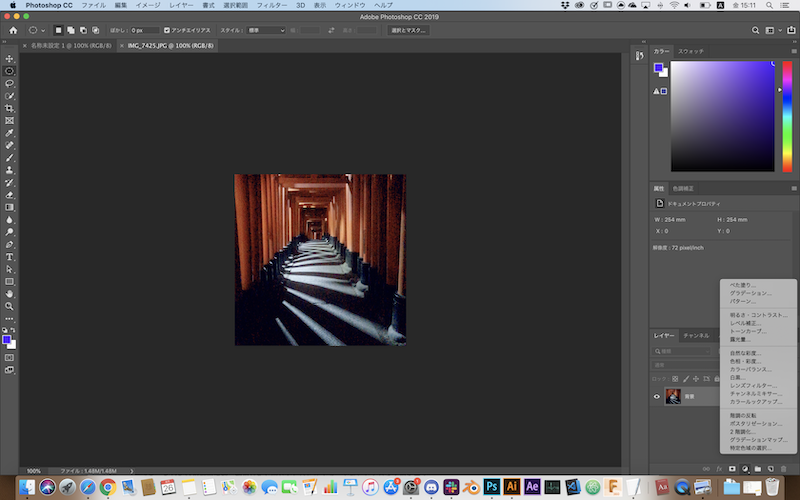 Photoshop CC ファイル 編集 イメージ レイヤー 書式 選択範囲 フィルター 3D 表示 ウィンドウ ヘルプ 金 15:11
Adobe Photoshop CC 2019
ぼかし: 0 px アンチエイリアス スタイル: 標準 選択とマスク...
名称未設定 1 @ 100% (RGB/8) IMG_7425.JPG @ 100% (RGB/8)
カラー スウォッチ
属性 色調補正
ドキュメントプロパティ
W: 254 mm H: 254 mm
X: 0 Y: 0
解像度: 72 pixel/inch
べた塗り...
グラデーション...
パターン...
明るさ・コントラスト...
レベル補正...
トーンカーブ...
露光量...
自然な彩度...
色相・彩度...
カラーバランス...
白黒...
レンズフィルター...
チャンネルミキサー...
カラールックアップ...
階調の反転
ポスタリゼーション...
2 階調化...
グラデーションマップ...
特定色域の選択...
レイヤー チャンネル
検索
通常
ロック:
背景
100% ファイル: 1.48M/1.48M
26
Ps Ai Ae
Aa